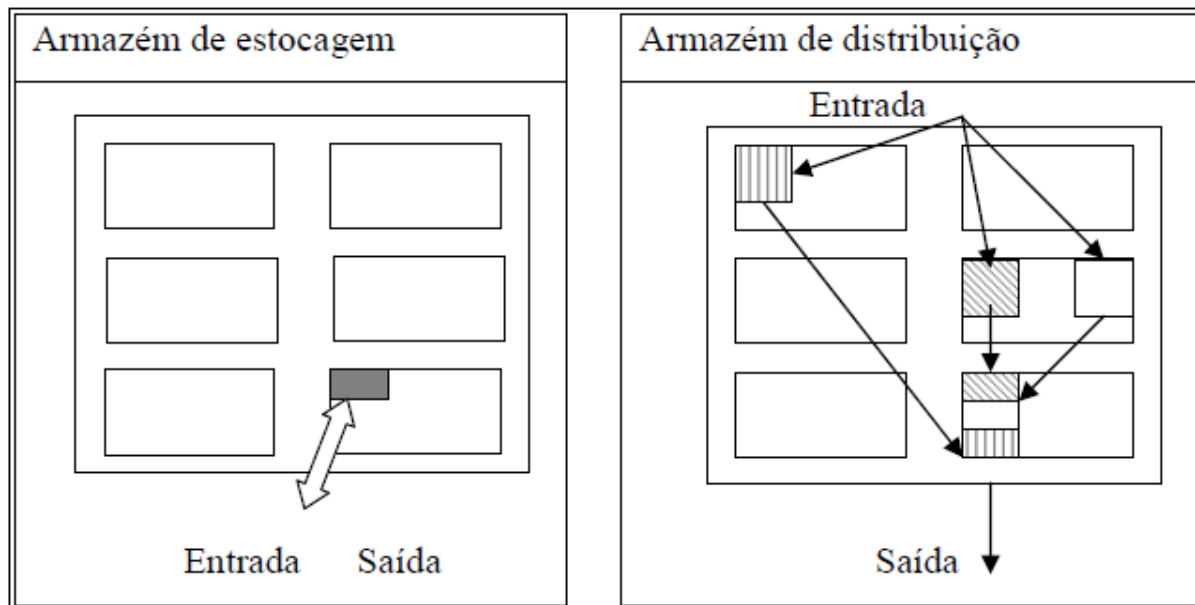 Armazém de estocagem
Entrada Saída
Armazém de distribuição
Entrada
Saída